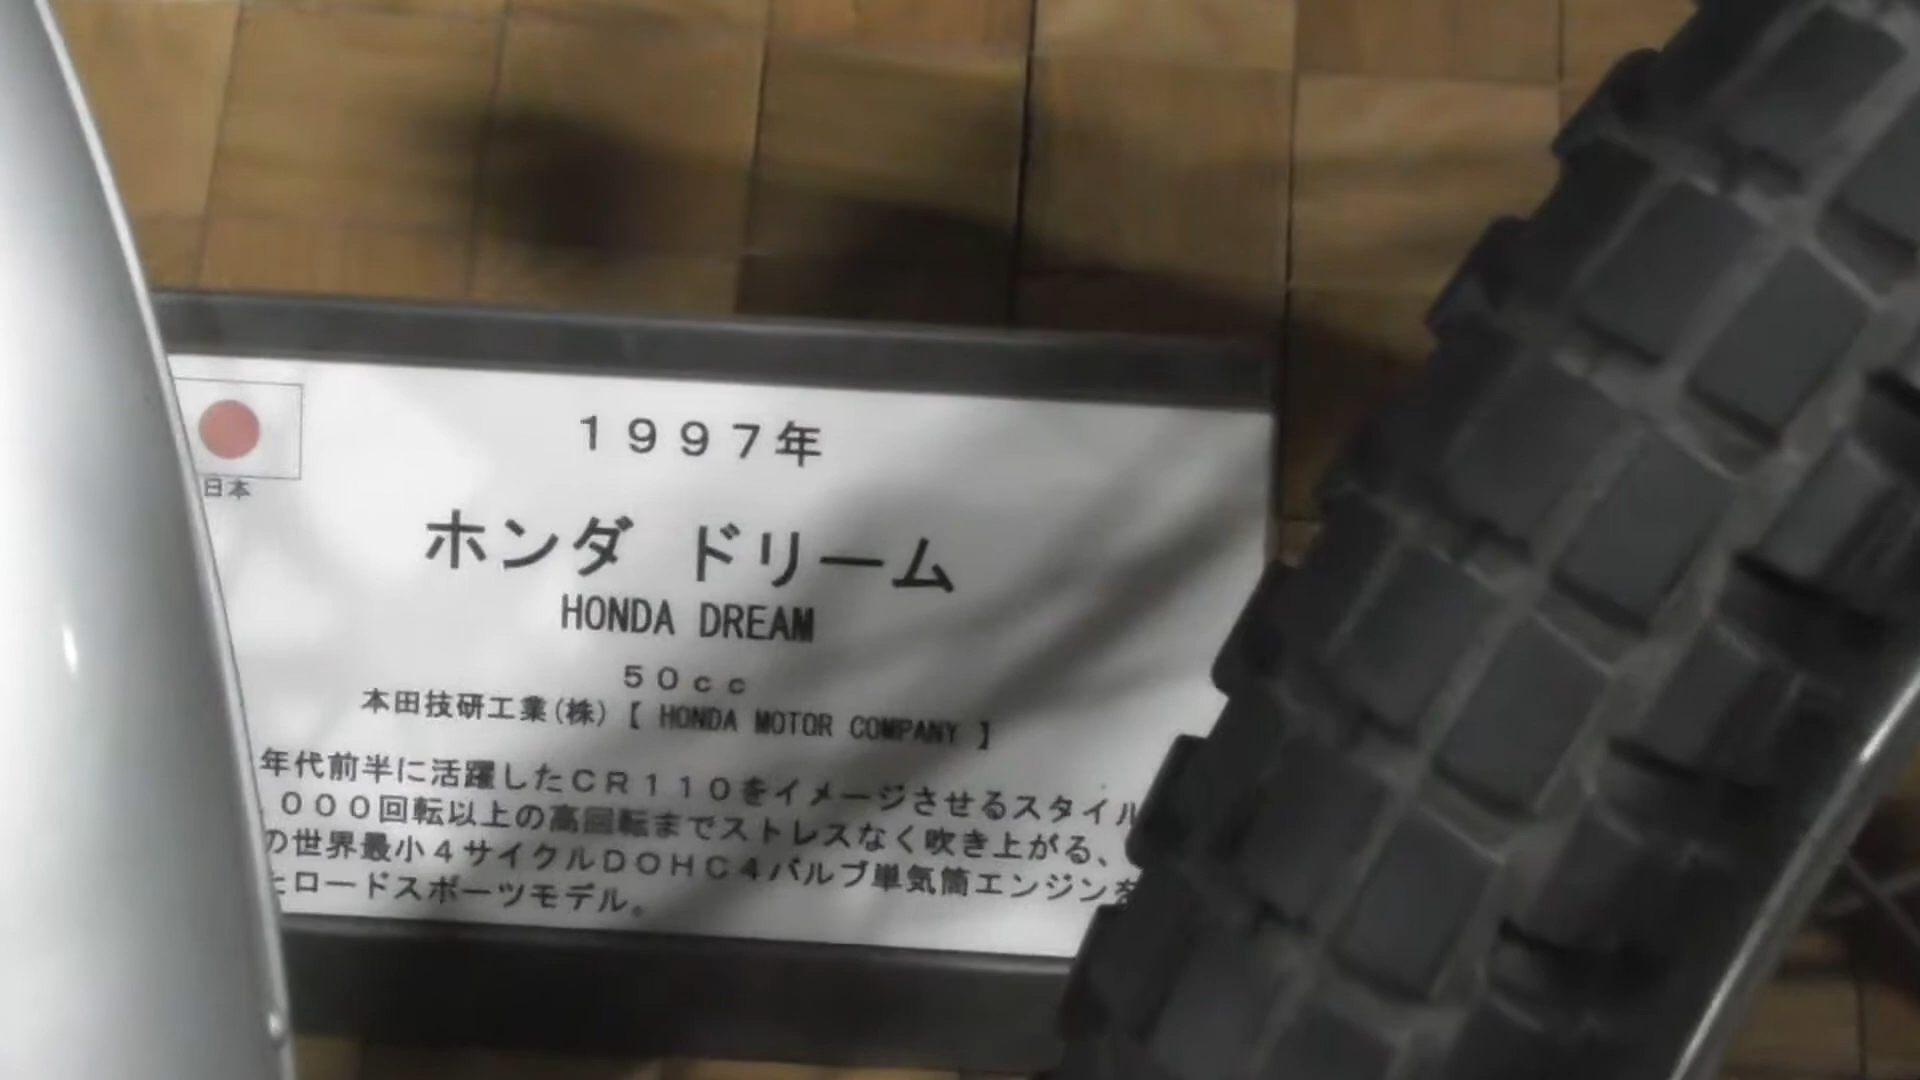 1997年
日本
ホンダ ドリーム
HONDA DREAM
50cc
本田技研工業(株)【 HONDA MOTOR COMPANY 】
年代前半に活躍したCR110をイメージさせるスタイル
000回転以上の高回転までストレスなく吹き上がる、
の世界最小4サイクルDOHC4バルブ単気筒エンジンを
ロードスポーツモデル。